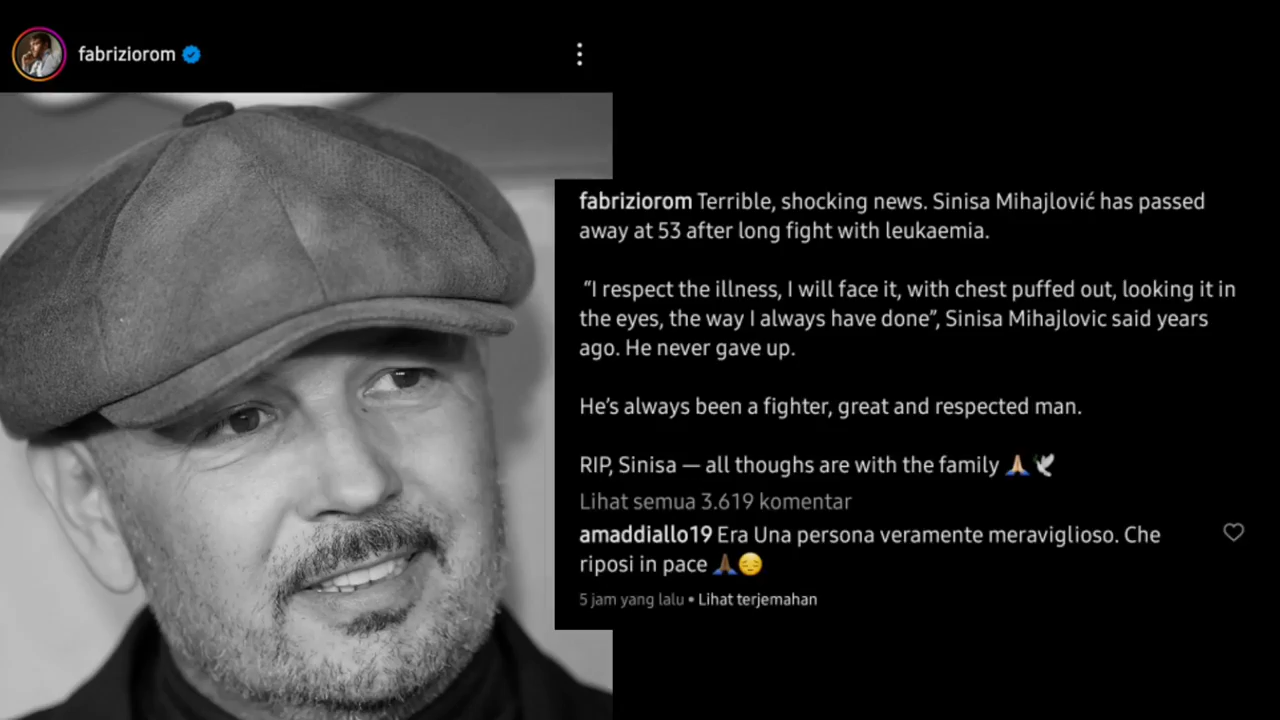 fabriziorom
fabriziorom Terrible, shocking news. Sinisa Mihajlović has passed
away at 53 after long fight with leukaemia.
“I respect the illness, I will face it, with chest puffed out, looking it in
the eyes, the way I always have done”, Sinisa Mihajlovic said years
ago. He never gave up.
He’s always been a fighter, great and respected man.
RIP, Sinisa — all thoughs are with the family 🙏🏼🕊
Lihat semua 3.619 komentar
amaddiallo19 Era Una persona veramente meraviglioso. Che
riposi in pace 🙏🏾😔
5 jam yang lalu • Lihat terjemahan